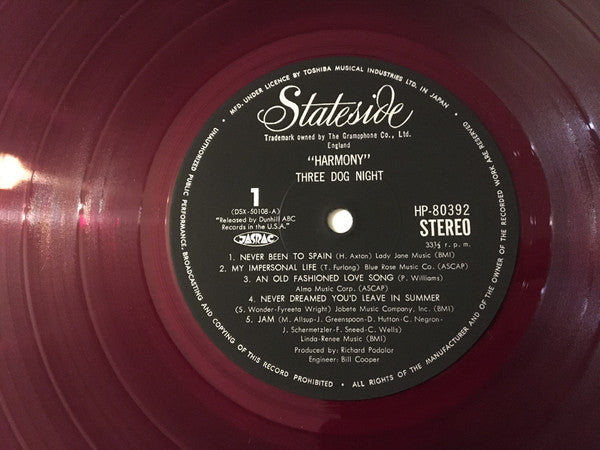 • MFD. UNDER LICENCE BY TOSHIBA MUSICAL INDUSTRIES LTD. IN JAPAN •
UNAUTHORIZED PUBLIC PERFORMANCE, BROADCASTING AND COPYING OF THIS RECORD PROHIBITED • ALL RIGHTS OF THE MANUFACTURER AND OF THE OWNER OF THE RECORDED WORK ARE RESERVED
Stateside
Trademark owned by The Gramophone Co., Ltd.
England
"HARMONY"
THREE DOG NIGHT
1
(DSX-50108-A)
"Released by Dunhill ABC
Records in the U.S.A."
JASRAC
HP-80392
STEREO
33⅓ r. p. m.
1. NEVER BEEN TO SPAIN (H. Axton) Lady Jane Music (BMI)
2. MY IMPERSONAL LIFE (T. Furlong) Blue Rose Music Co. (ASCAP)
3. AN OLD FASHIONED LOVE SONG (P. Williams)
Almo Music Corp. (ASCAP)
4. NEVER DREAMED YOU'D LEAVE IN SUMMER
(S. Wonder-Fyreeta Wright) Jobete Music Company, Inc. (BMI)
5. JAM (M. Allsup-J. Greenspoon-D. Hutton-C. Negron-
J. Schermetzler-F. Sneed-C. Wells)
Linda-Renee Music (BMI)
Produced by: Richard Podolor
Engineer: Bill Cooper